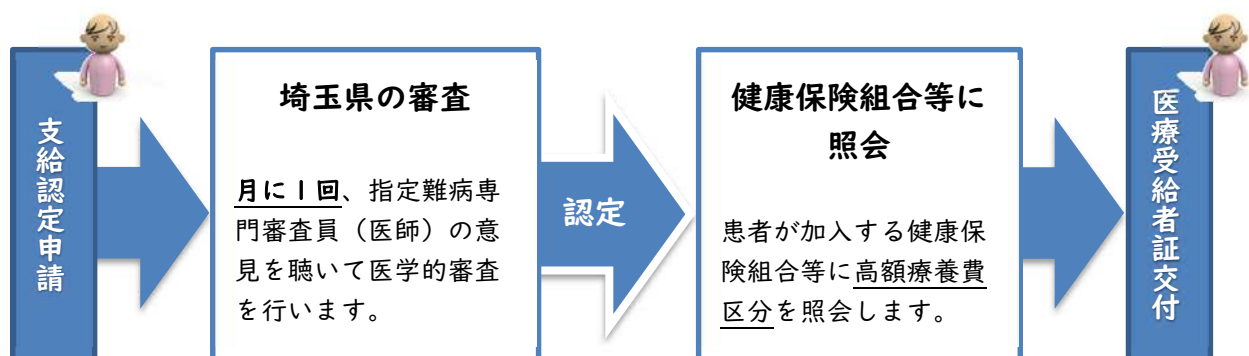 支給認定申請
埼玉県の審査
月に1回、指定難病専
門審査員（医師）の意
見を聴いて医学的審査
を行います。
認定
健康保険組合等に
照会
患者が加入する健康保
険組合等に高額療養費
区分を照会します。
医療受給者証交付